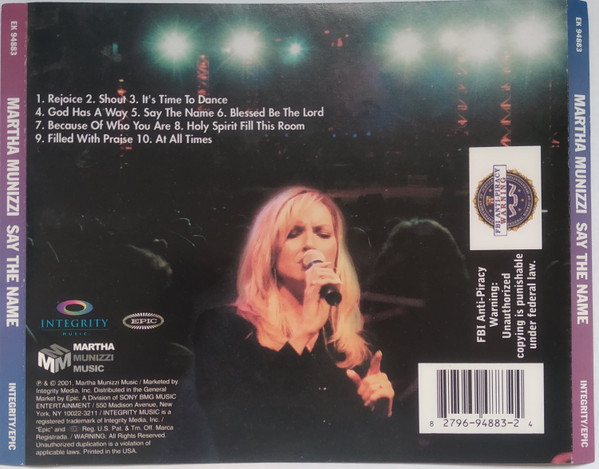 EK 94883
MARTHA MUNIZZI SAY THE NAME
INTEGRITY/EPIC
1. Rejoice 2. Shout 3. It's Time To Dance
4. God Has A Way 5. Say The Name 6. Blessed Be The Lord
7. Because Of Who You Are 8. Holy Spirit Fill This Room
9. Filled With Praise 10. At All Times
INTEGRITY
music
EPIC
MM
MARTHA
MUNIZZI
MUSIC
℗ & © 2001, Martha Munizzi Music / Marketed by
Integrity Media, Inc. Distributed in the General
Market by Epic. A Division of SONY BMG MUSIC
ENTERTAINMENT / 550 Madison Avenue, New
York, NY 10022-3211 / INTEGRITY MUSIC is a
registered trademark of Integrity Media, Inc. /
"Epic" and Reg. U.S. Pat. & Tm. Off. Marca
Registrada. / WARNING: All Rights Reserved.
Unauthorized duplication is a violation of
applicable laws. Printed in the USA.
FBI ANTI-PIRACY
WARNING
FBI Anti-Piracy
Warning:
Unauthorized
copying is punishable
under federal law.
8 2796-94883-2 4
EK 94883
MARTHA MUNIZZI SAY THE NAME
INTEGRITY/EPIC